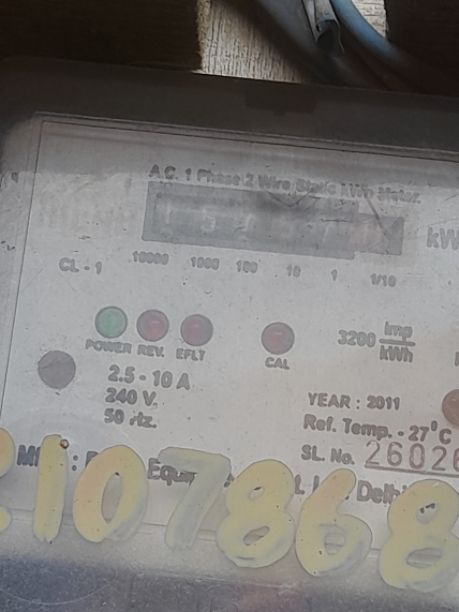 A.C. 1 Phase 2 Wire Static kWh Meter
kW
CL - 1
10000 1000 100 10 1 1/10
POWER REV. EFLT
CAL
3200 Imp
kWh
2.5 - 10 A
240 V.
50 Hz.
YEAR : 2011
Ref. Temp. - 27°C
SL. No. 26026
Delhi
2107868